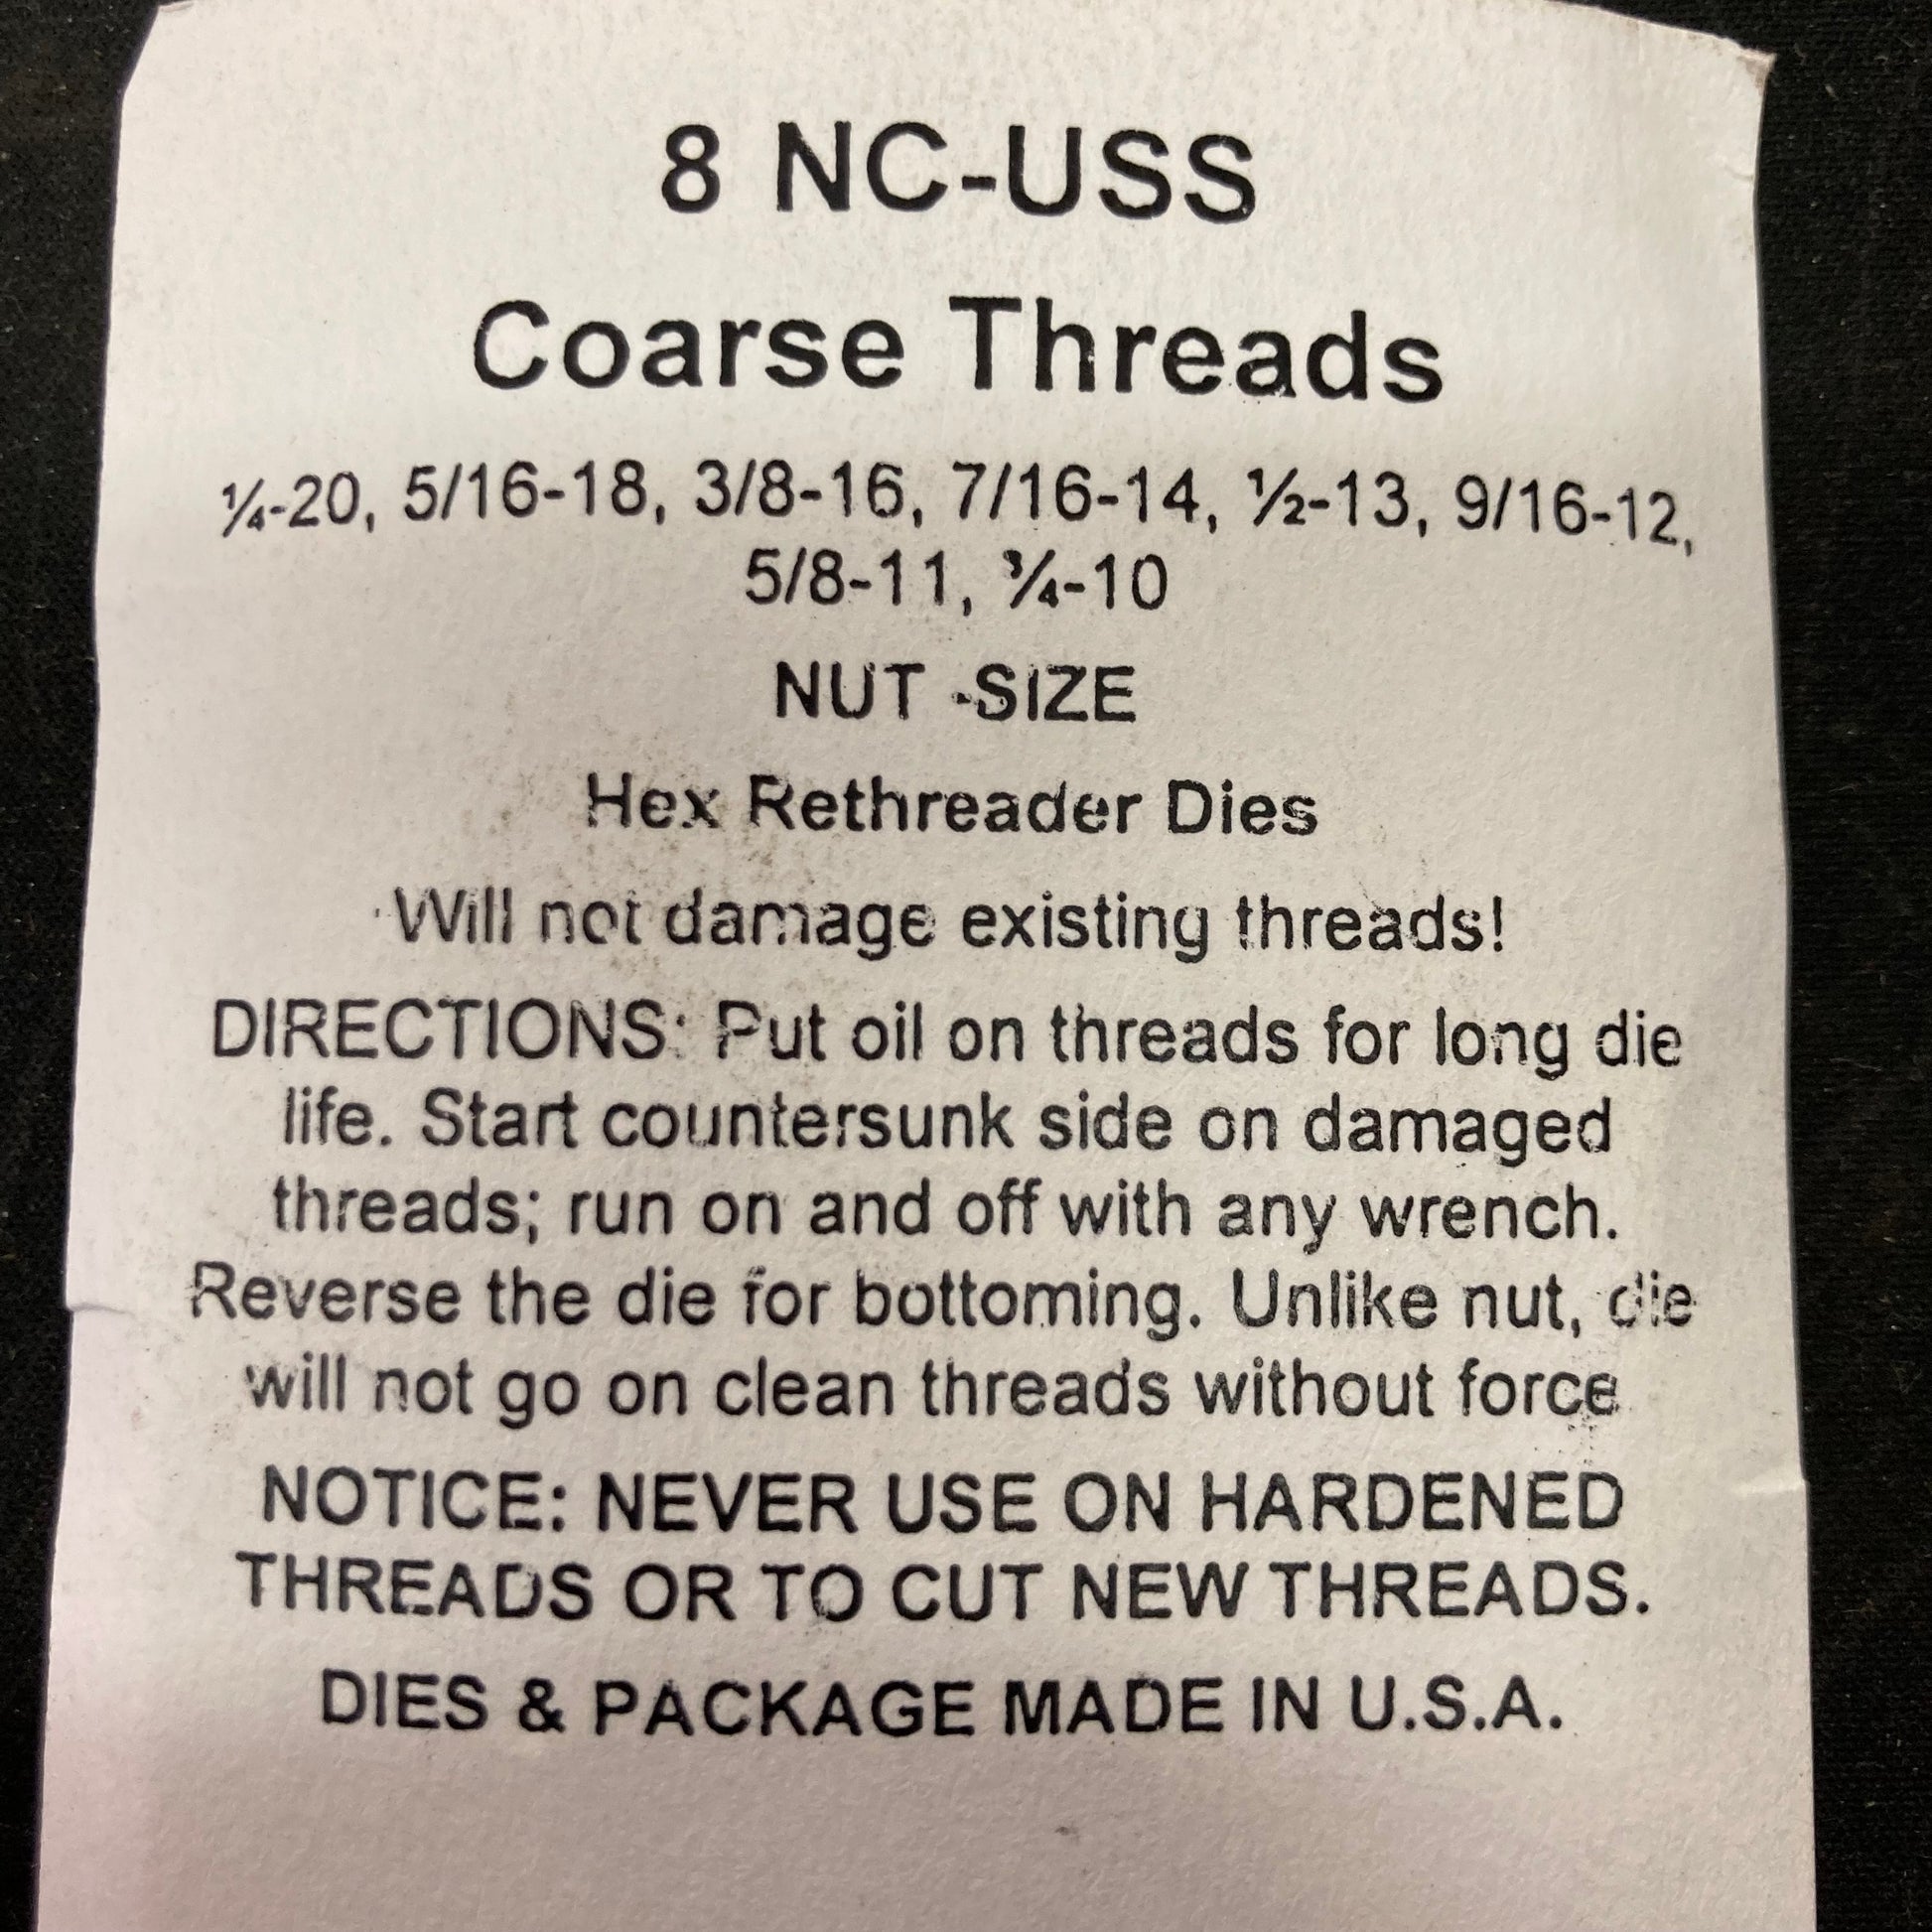 8 NC-USS
Coarse Threads
¼-20, 5/16-18, 3/8-16, 7/16-14, ½-13, 9/16-12,
5/8-11, ¾-10
NUT -SIZE
Hex Rethreader Dies
Will not damage existing threads!
DIRECTIONS: Put oil on threads for long die
life. Start countersunk side on damaged
threads; run on and off with any wrench.
Reverse the die for bottoming. Unlike nut, die
will not go on clean threads without force
NOTICE: NEVER USE ON HARDENED
THREADS OR TO CUT NEW THREADS.
DIES & PACKAGE MADE IN U.S.A.